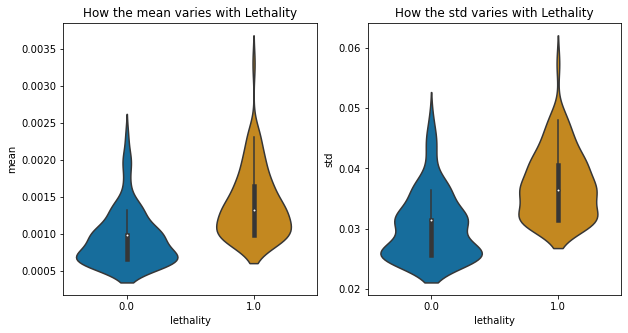 How the mean varies with Lethality
How the std varies with Lethality
0.0035
0.0030
0.0025
0.0020
0.0015
0.0010
0.0005
mean
0.0
1.0
lethality
0.06
0.05
0.04
0.03
0.02
std
0.0
1.0
lethality